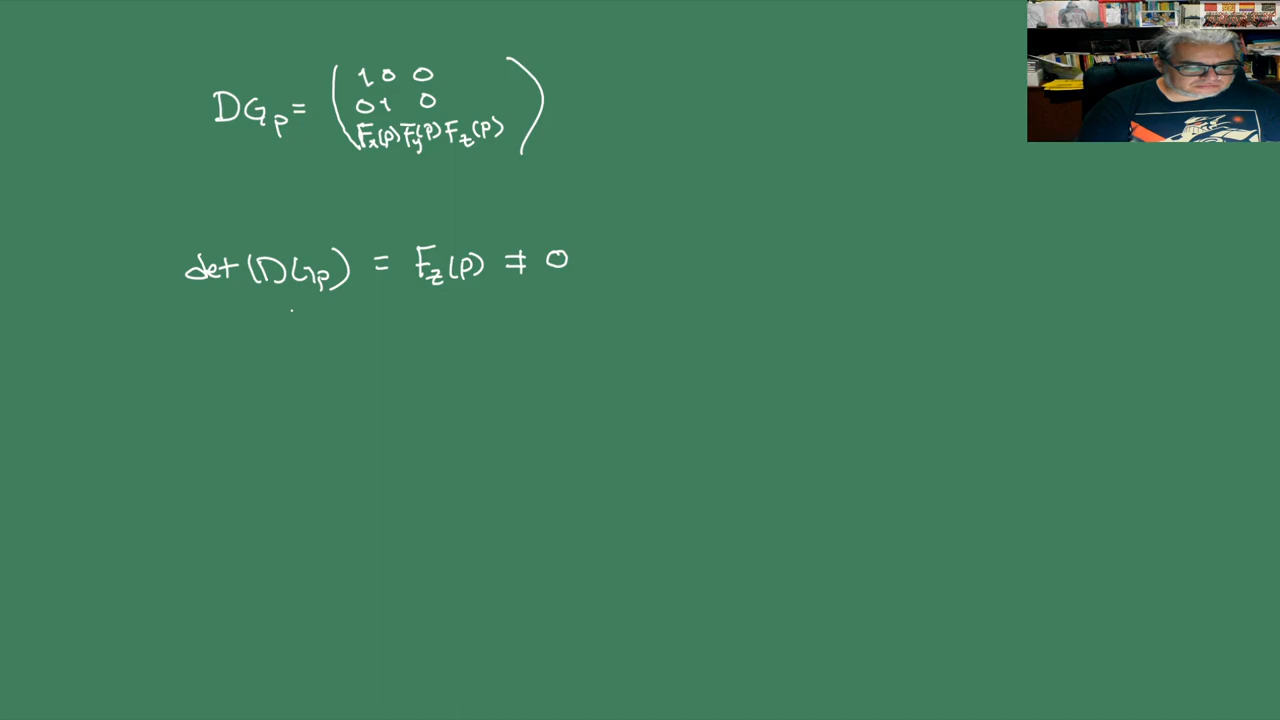 DG_p = ( 1 0 0
0 1 0
F_x(p) F_y(p) F_z(p) )
det(DG_p) = F_z(p) ≠ 0